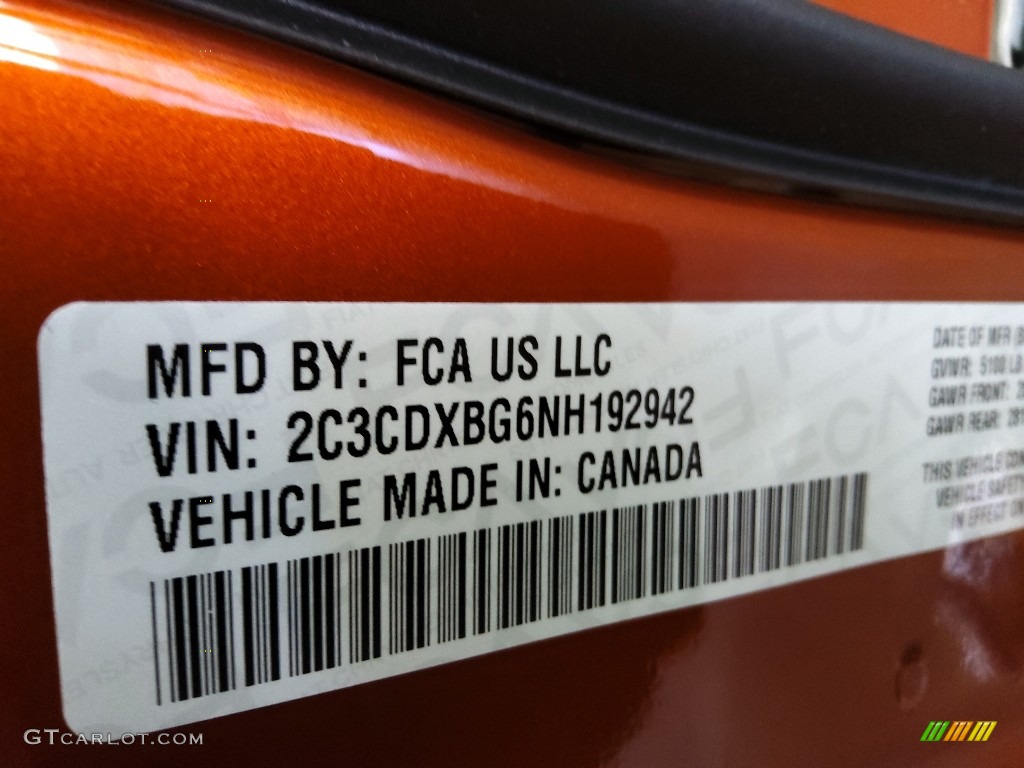 MFD BY: FCA US LLC
VIN: 2C3CDXBG6NH192942
VEHICLE MADE IN: CANADA
DATE OF MFR
GVWR: 5100 LB
GAWR FRONT:
GAWR REAR:
THIS VEHICLE
VEHICLE SAFETY
IN EFFECT ON
GTCARLOT.COM